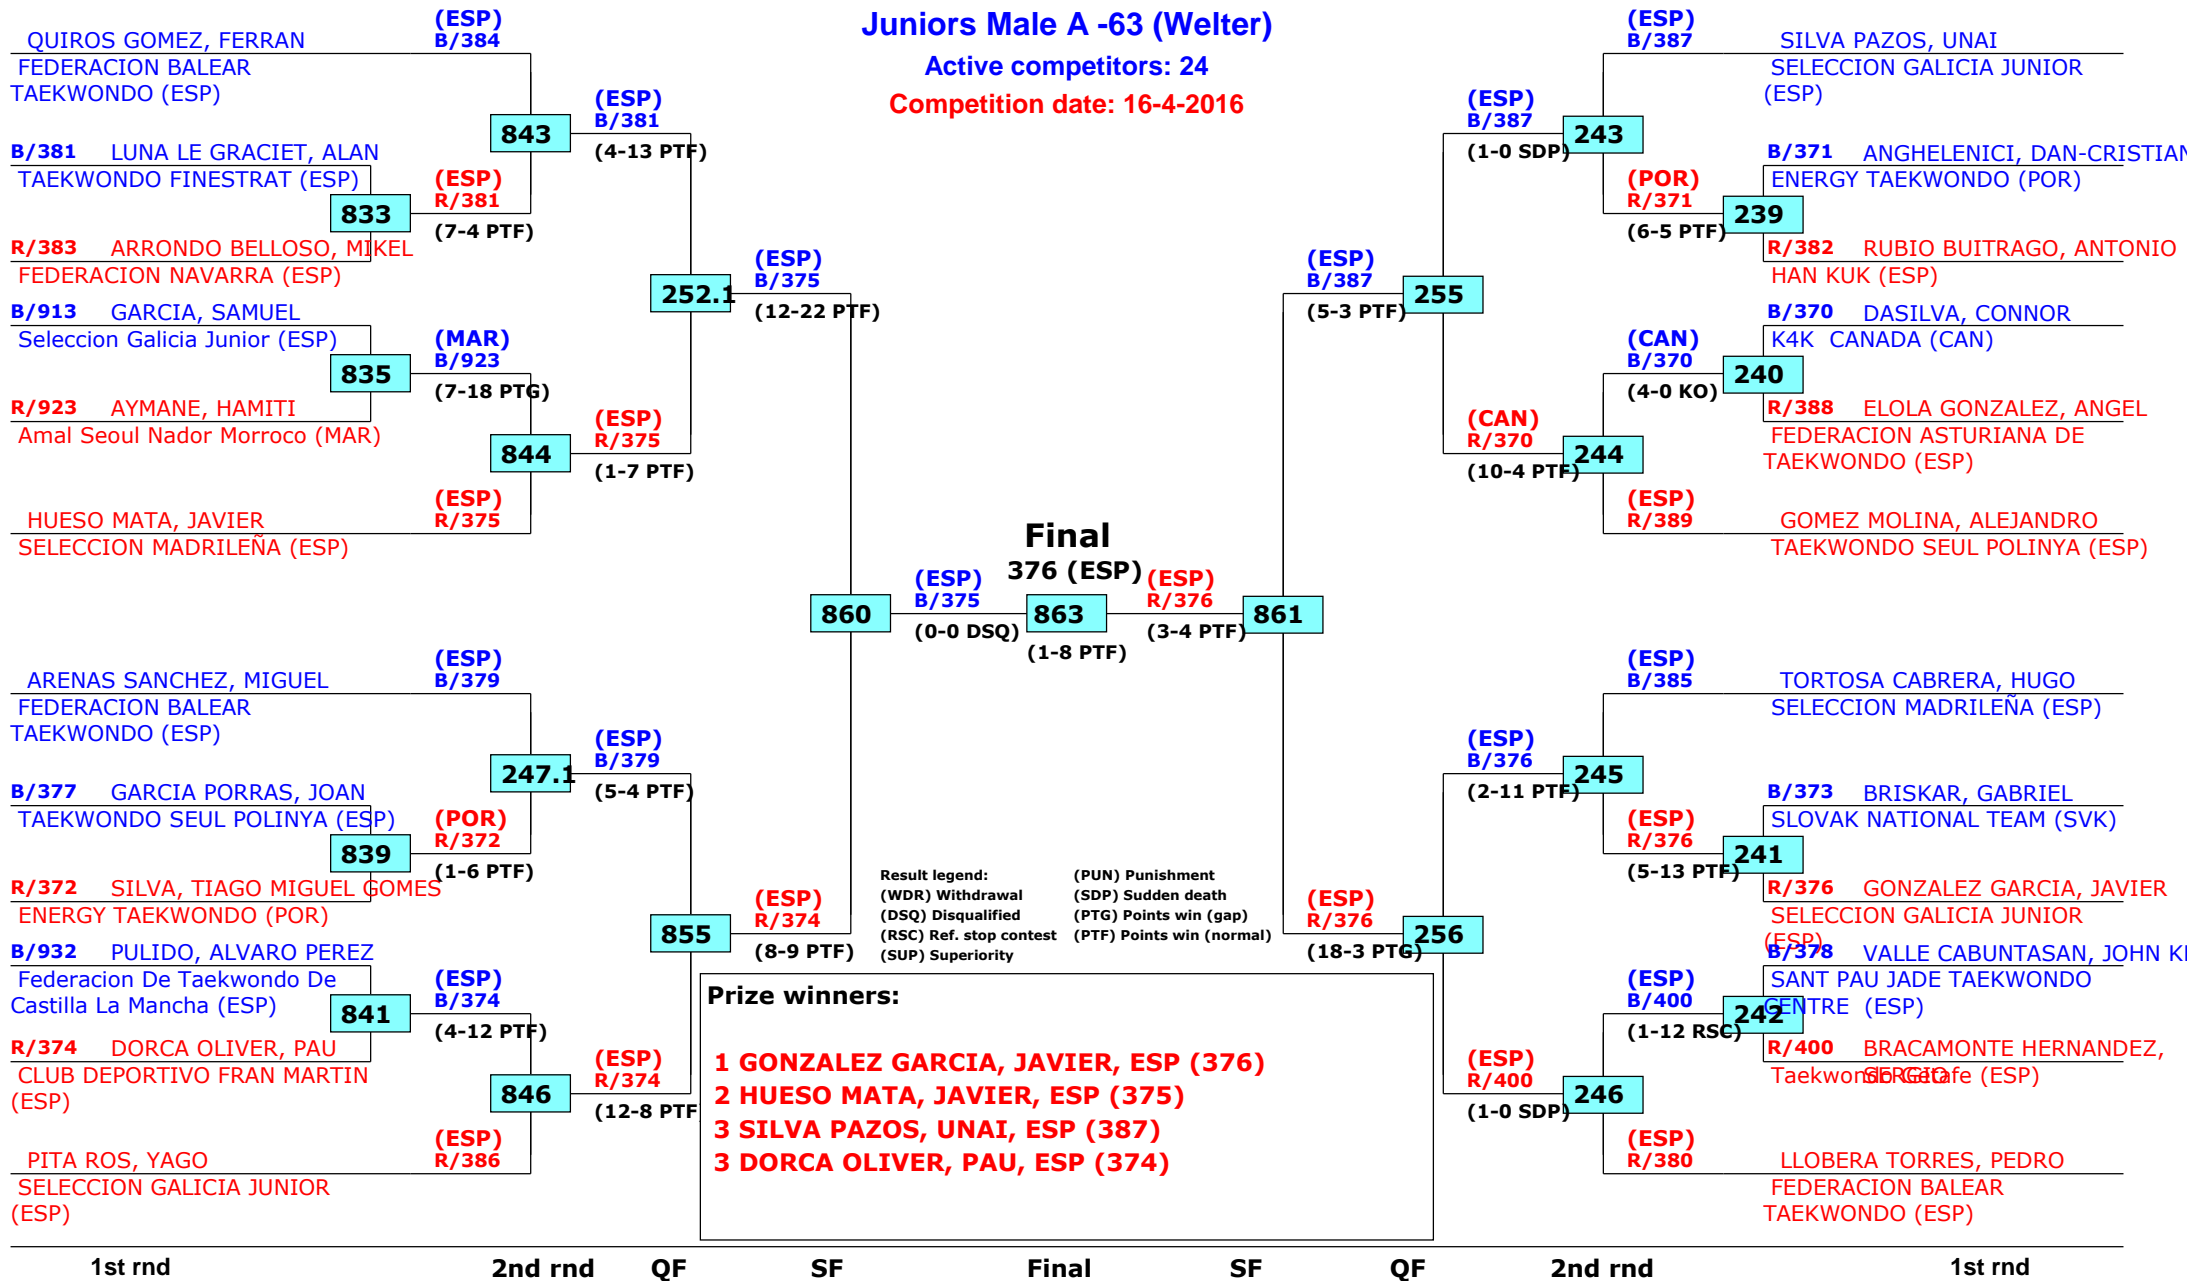 Juniors Male A -63 (Welter)
Active competitors: 24
Competition date: 16-4-2016
QUIROS GOMEZ, FERRAN
FEDERACION BALEAR
TAEKWONDO (ESP)
(ESP)
B/384
B/381 LUNA LE GRACIET, ALAN
TAEKWONDO FINESTRAT (ESP)
833
R/383 ARRONDO BELLOSO, MIKEL
FEDERACION NAVARRA (ESP)
(ESP)
R/381
(7-4 PTF)
843
(ESP)
B/381
(4-13 PTF)
B/913 GARCIA, SAMUEL
Seleccion Galicia Junior (ESP)
835
R/923 AYMANE, HAMITI
Amal Seoul Nador Morroco (MAR)
(MAR)
B/923
(7-18 PTG)
844
HUESO MATA, JAVIER
SELECCION MADRILEÑA (ESP)
(ESP)
R/375
(ESP)
R/375
(1-7 PTF)
252.1
(ESP)
B/375
(12-22 PTF)
ARENAS SANCHEZ, MIGUEL
FEDERACION BALEAR
TAEKWONDO (ESP)
(ESP)
B/379
B/377 GARCIA PORRAS, JOAN
TAEKWONDO SEUL POLINYA (ESP)
839
R/372 SILVA, TIAGO MIGUEL GOMES
ENERGY TAEKWONDO (POR)
(POR)
R/372
(1-6 PTF)
247.1
(ESP)
B/379
(5-4 PTF)
B/932 PULIDO, ALVARO PEREZ
Federacion De Taekwondo De
Castilla La Mancha (ESP)
841
R/374 DORCA OLIVER, PAU
CLUB DEPORTIVO FRAN MARTIN
(ESP)
(ESP)
B/374
(4-12 PTF)
846
PITA ROS, YAGO
SELECCION GALICIA JUNIOR
(ESP)
(ESP)
R/386
(ESP)
R/374
(12-8 PTF
855
(ESP)
R/374
(8-9 PTF)
860
(ESP)
B/375
(0-0 DSQ)
Final
376 (ESP)
863
(1-8 PTF)
(ESP)
R/376
(3-4 PTF)
861
(ESP)
B/387
(5-3 PTF)
255
(ESP)
B/387
(1-0 SDP)
243
(ESP)
B/387
SILVA PAZOS, UNAI
SELECCION GALICIA JUNIOR
(ESP)
(POR)
R/371
(6-5 PTF)
239
B/371 ANGHELENICI, DAN-CRISTIAN
ENERGY TAEKWONDO (POR)
R/382 RUBIO BUITRAGO, ANTONIO
HAN KUK (ESP)
(CAN)
R/370
(10-4 PTF)
244
(CAN)
B/370
(4-0 KO)
240
B/370 DASILVA, CONNOR
K4K CANADA (CAN)
R/388 ELOLA GONZALEZ, ANGEL
FEDERACION ASTURIANA DE
TAEKWONDO (ESP)
(ESP)
R/389
GOMEZ MOLINA, ALEJANDRO
TAEKWONDO SEUL POLINYA (ESP)
(ESP)
R/376
(18-3 PTG)
256
(ESP)
B/376
(2-11 PTF)
245
(ESP)
B/385
TORTOSA CABRERA, HUGO
SELECCION MADRILEÑA (ESP)
(ESP)
R/376
(5-13 PTF)
241
B/373 BRISKAR, GABRIEL
SLOVAK NATIONAL TEAM (SVK)
R/376 GONZALEZ GARCIA, JAVIER
SELECCION GALICIA JUNIOR
(ESP)
(ESP)
R/400
(1-0 SDP)
246
(ESP)
B/400
(1-12 RSC)
242
B/378 VALLE CABUNTASAN, JOHN
SANT PAU JADE TAEKWONDO
CENTRE (ESP)
R/400 BRACAMONTE HERNANDEZ,
SERGIO
Taekwondo Getafe (ESP)
(ESP)
R/380
LLOBERA TORRES, PEDRO
FEDERACION BALEAR
TAEKWONDO (ESP)
Result legend:
(WDR) Withdrawal
(DSQ) Disqualified
(RSC) Ref. stop contest
(SUP) Superiority
(PUN) Punishment
(SDP) Sudden death
(PTG) Points win (gap)
(PTF) Points win (normal)
Prize winners:
1 GONZALEZ GARCIA, JAVIER, ESP (376)
2 HUESO MATA, JAVIER, ESP (375)
3 SILVA PAZOS, UNAI, ESP (387)
3 DORCA OLIVER, PAU, ESP (374)
1st rnd 2nd rnd QF SF Final SF QF 2nd rnd 1st rnd